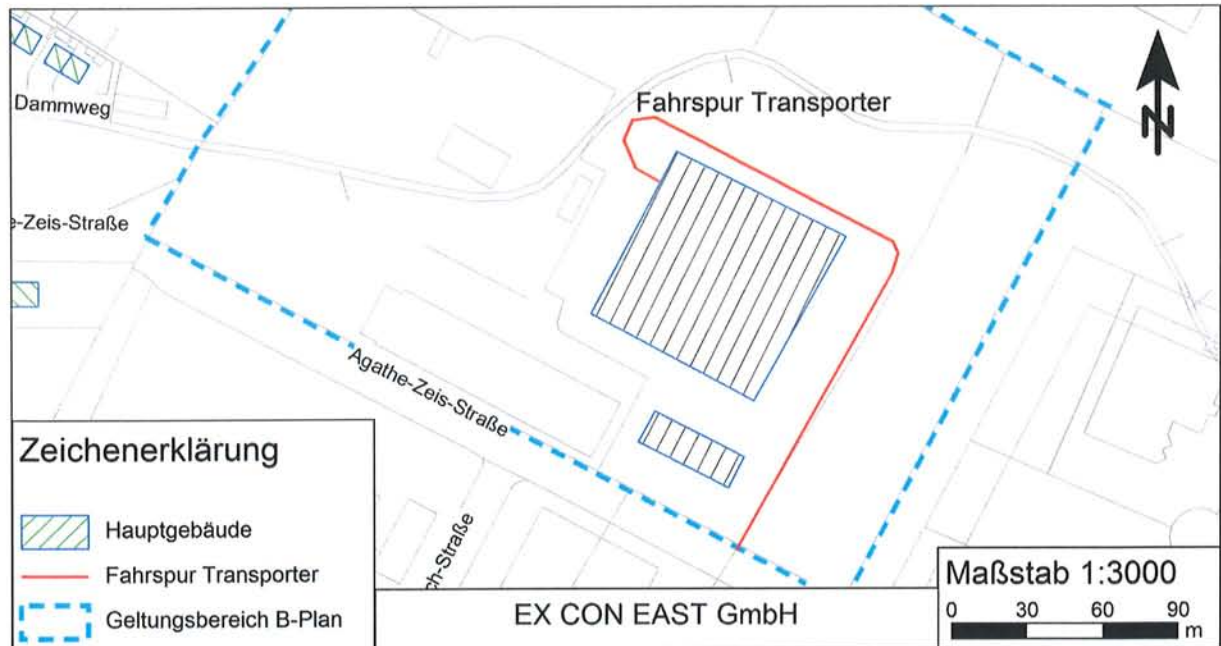 Dammweg
Fahrspur Transporter
N
e-Zeis-Straße
Agathe-Zeis-Straße
ch-Straße
Zeichenerklärung
Hauptgebäude
Fahrspur Transporter
Geltungsbereich B-Plan
EX CON EAST GmbH
Maßstab 1:3000
0 30 60 90
m